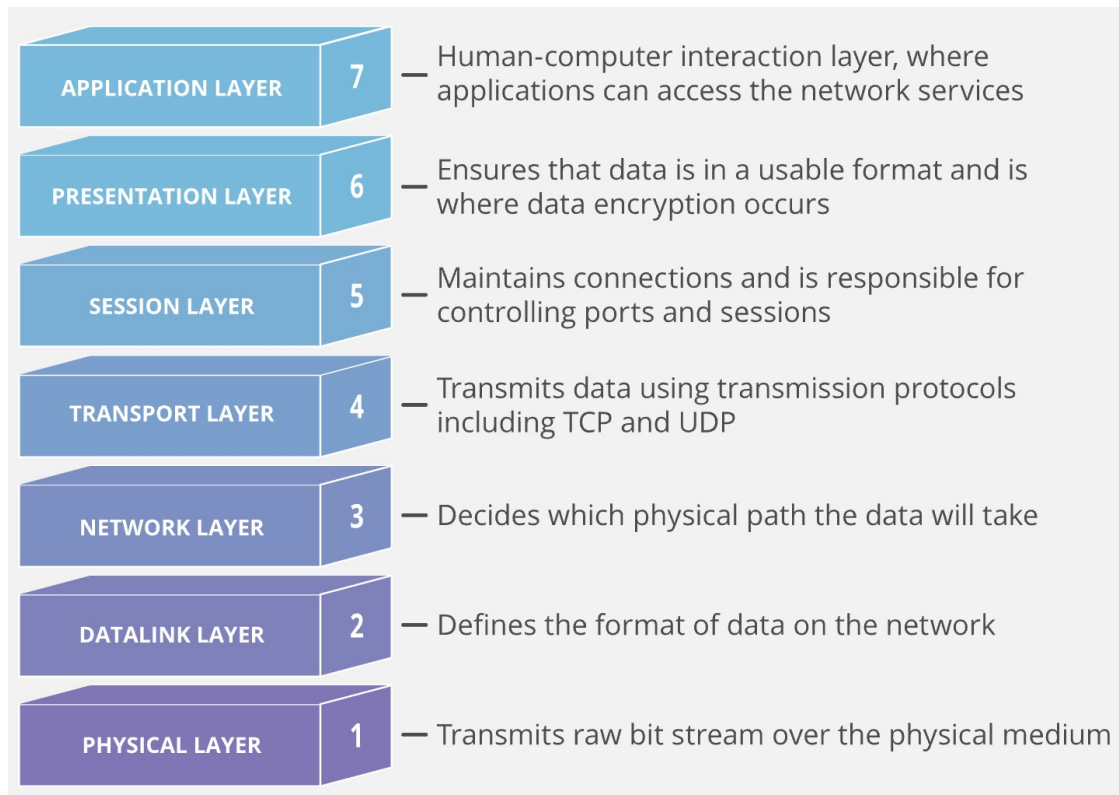 APPLICATION LAYER
7
Human-computer interaction layer, where
applications can access the network services
PRESENTATION LAYER
6
Ensures that data is in a usable format and is
where data encryption occurs
SESSION LAYER
5
Maintains connections and is responsible for
controlling ports and sessions
TRANSPORT LAYER
4
Transmits data using transmission protocols
including TCP and UDP
NETWORK LAYER
3
Decides which physical path the data will take
DATALINK LAYER
2
Defines the format of data on the network
PHYSICAL LAYER
1
Transmits raw bit stream over the physical medium